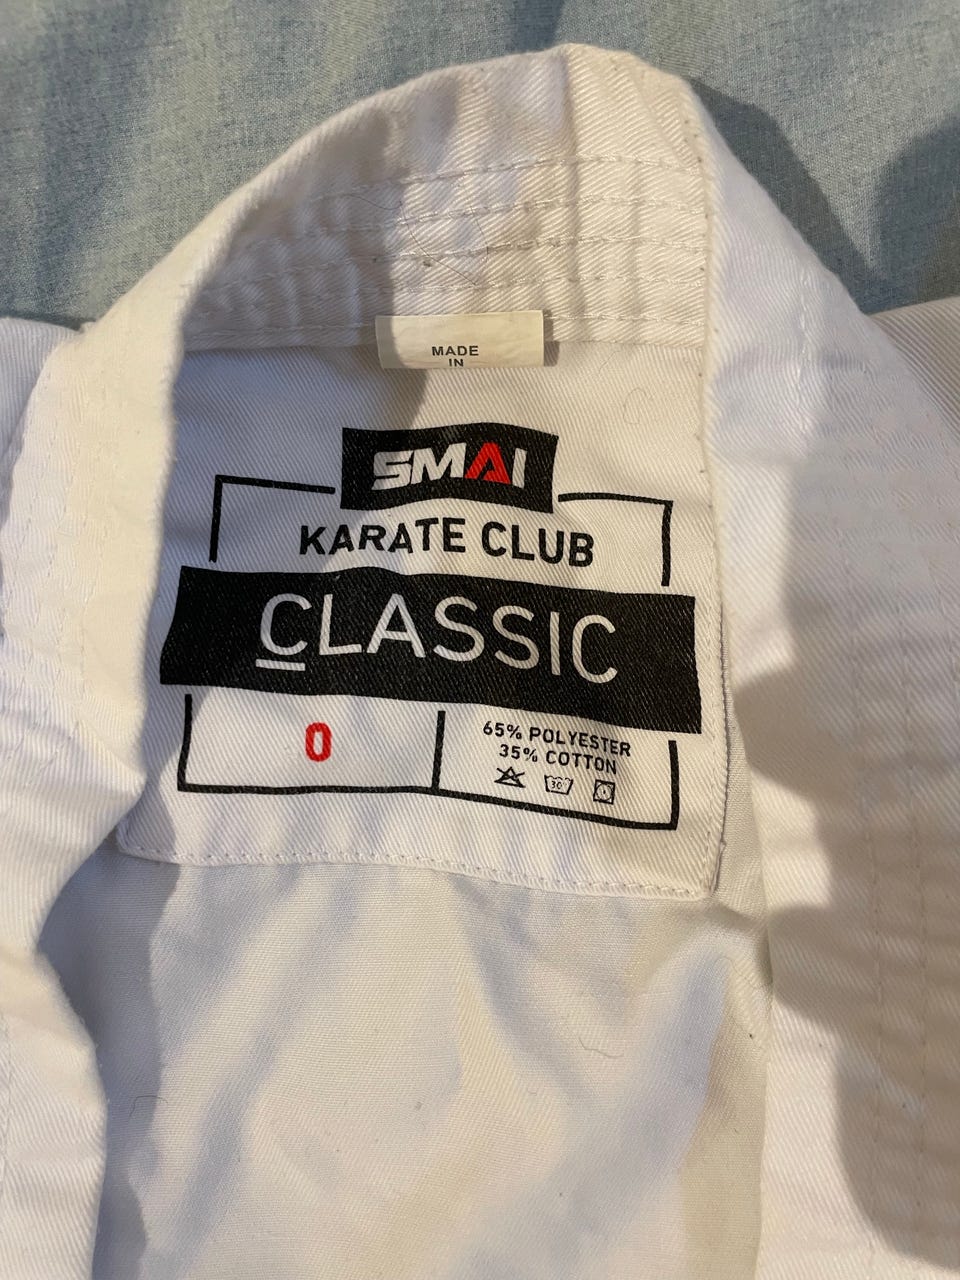 MADE
IN
SMAI
KARATE CLUB
CLASSIC
0
65% POLYESTER
35% COTTON
30°